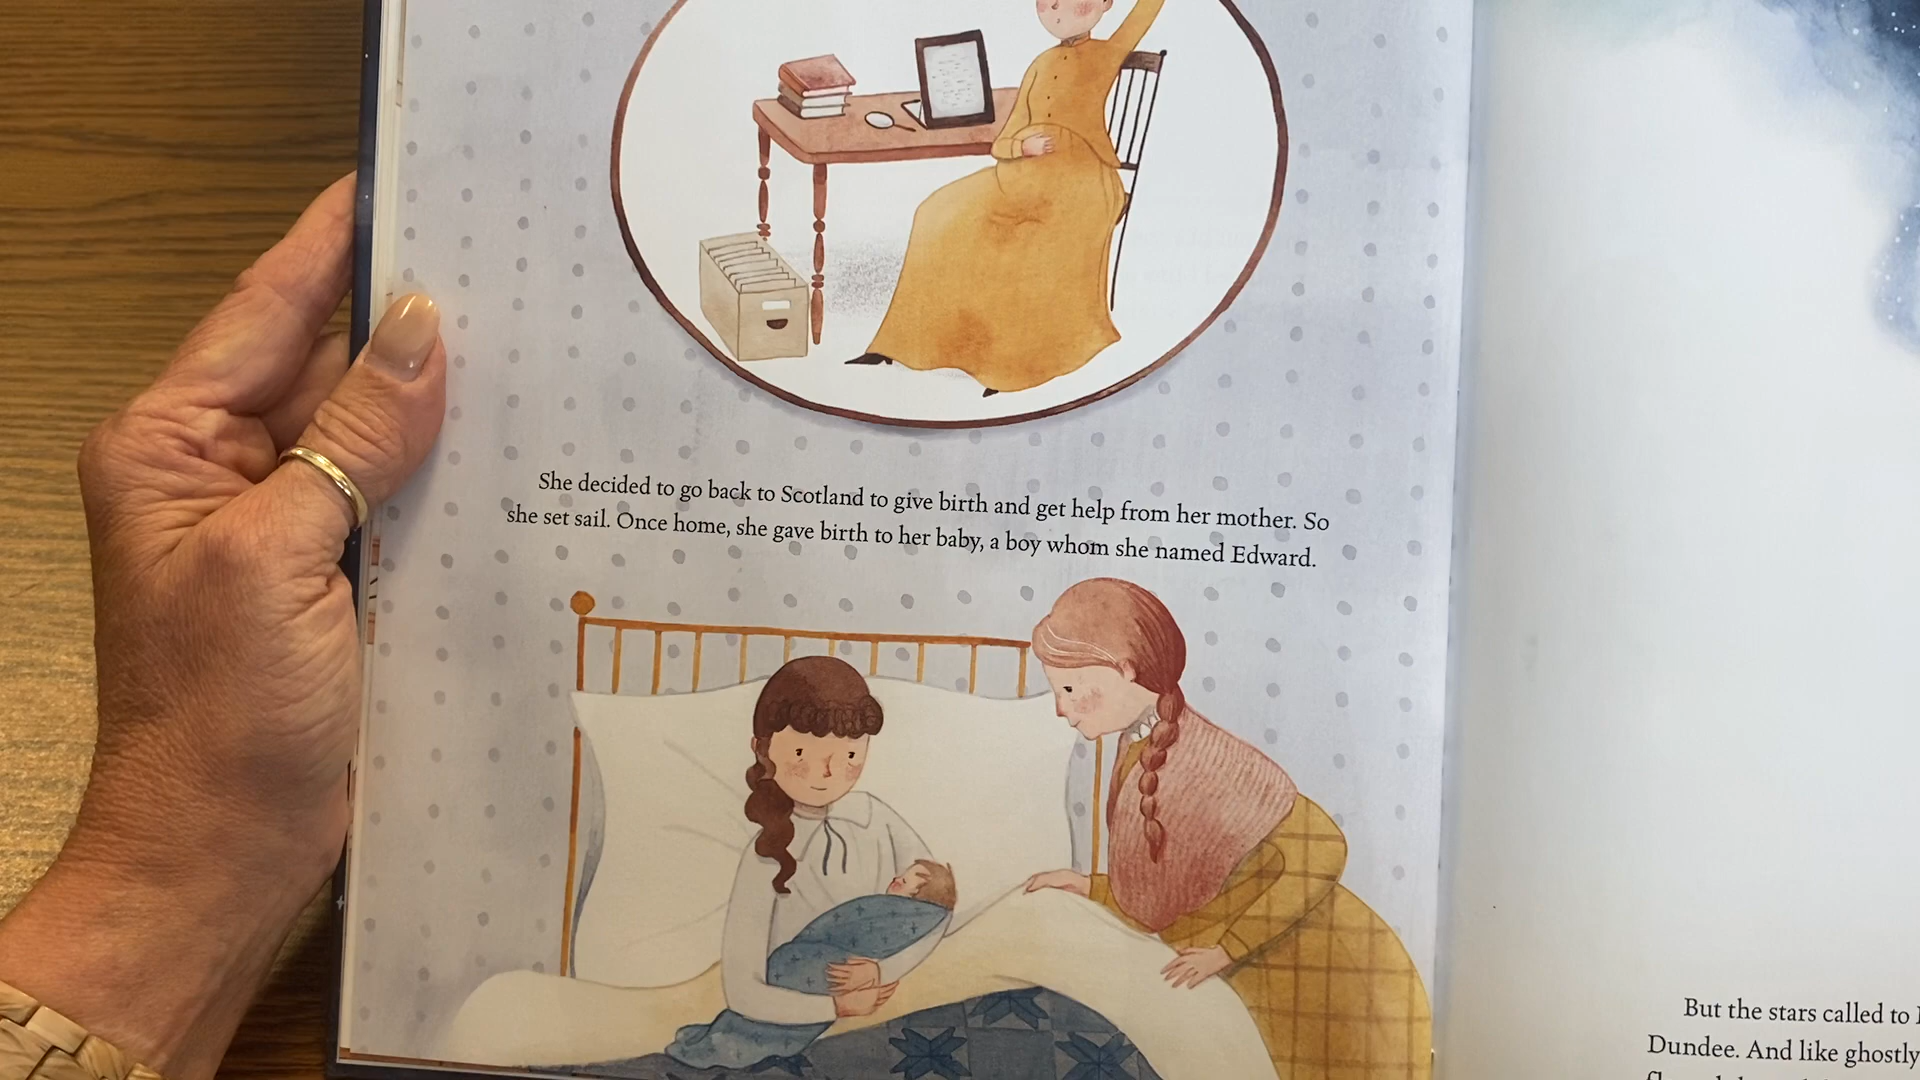 She decided to go back to Scotland to give birth and get help from her mother. So
she set sail. Once home, she gave birth to her baby, a boy whom she named Edward.
But the stars called to
Dundee. And like ghostly